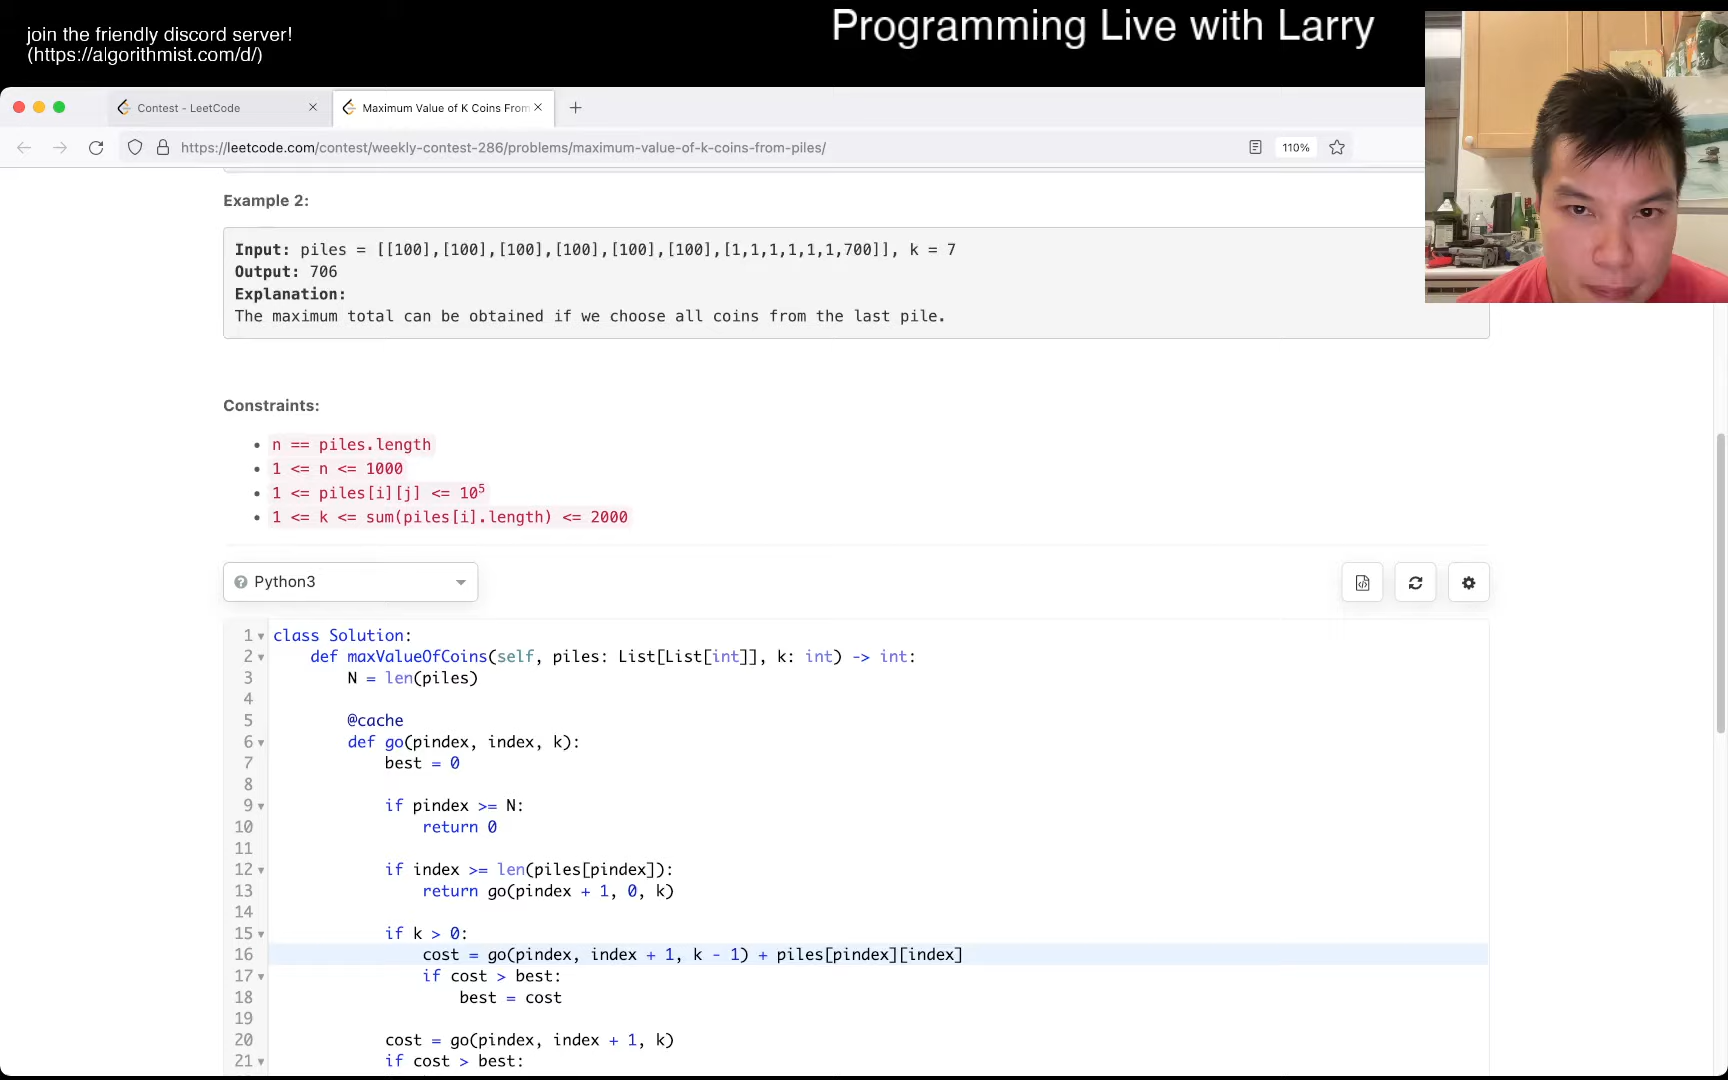 join the friendly discord server!
(https://algorithmist.com/d/)
Programming Live with Larry
Contest - LeetCode
Maximum Value of K Coins From
https://leetcode.com/contest/weekly-contest-286/problems/maximum-value-of-k-coins-from-piles/
110%
Example 2:
Input: piles = [[100],[100],[100],[100],[100],[100],[1,1,1,1,1,1,700]], k = 7
Output: 706
Explanation:
The maximum total can be obtained if we choose all coins from the last pile.
Constraints:
n == piles.length
1 <= n <= 1000
1 <= piles[i][j] <= 10⁵
1 <= k <= sum(piles[i].length) <= 2000
Python3
1 class Solution:
2     def maxValueOfCoins(self, piles: List[List[int]], k: int) -> int:
3         N = len(piles)
4
5         @cache
6         def go(pindex, index, k):
7             best = 0
8
9             if pindex >= N:
10                 return 0
11
12             if index >= len(piles[pindex]):
13                 return go(pindex + 1, 0, k)
14
15             if k > 0:
16                 cost = go(pindex, index + 1, k - 1) + piles[pindex][index]
17                 if cost > best:
18                     best = cost
19
20             cost = go(pindex, index + 1, k)
21             if cost > best: